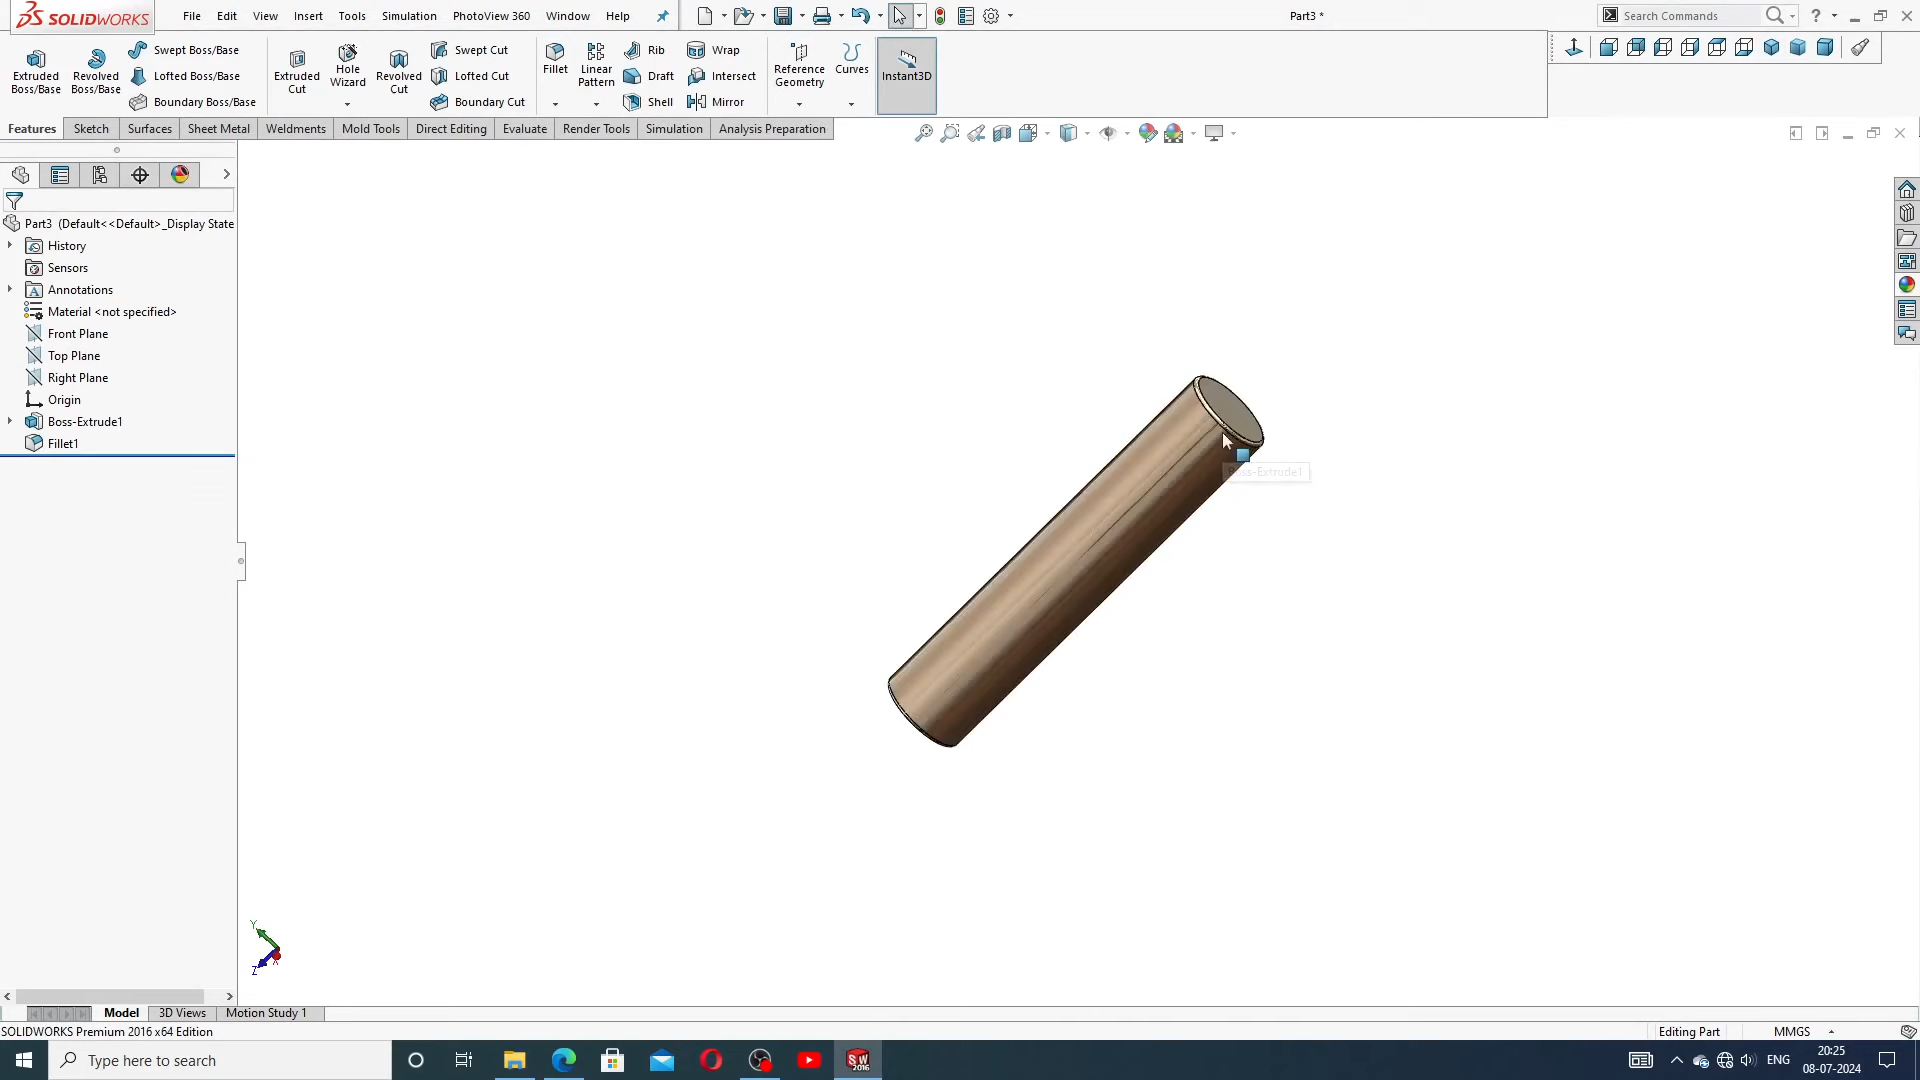 SOLIDWORKS File Edit View Insert Tools Simulation PhotoView 360 Window Help Part3 * Search Commands ?
Extruded Boss/Base Revolved Boss/Base Swept Boss/Base Lofted Boss/Base Boundary Boss/Base
Extruded Cut Hole Wizard Revolved Cut Swept Cut Lofted Cut Boundary Cut
Fillet Linear Pattern Rib Draft Shell Wrap Intersect Mirror
Reference Geometry Curves Instant3D
Features Sketch Surfaces Sheet Metal Weldments Mold Tools Direct Editing Evaluate Render Tools Simulation Analysis Preparation
Part3 (Default<<Default>_Display State
History
Sensors
Annotations
Material <not specified>
Front Plane
Top Plane
Right Plane
Origin
Boss-Extrude1
Fillet1
Boss-Extrude1
Y
Z
Model 3D Views Motion Study 1
SOLIDWORKS Premium 2016 x64 Edition Editing Part MMGS
Type here to search SW 2016 ENG 20:25
08-07-2024